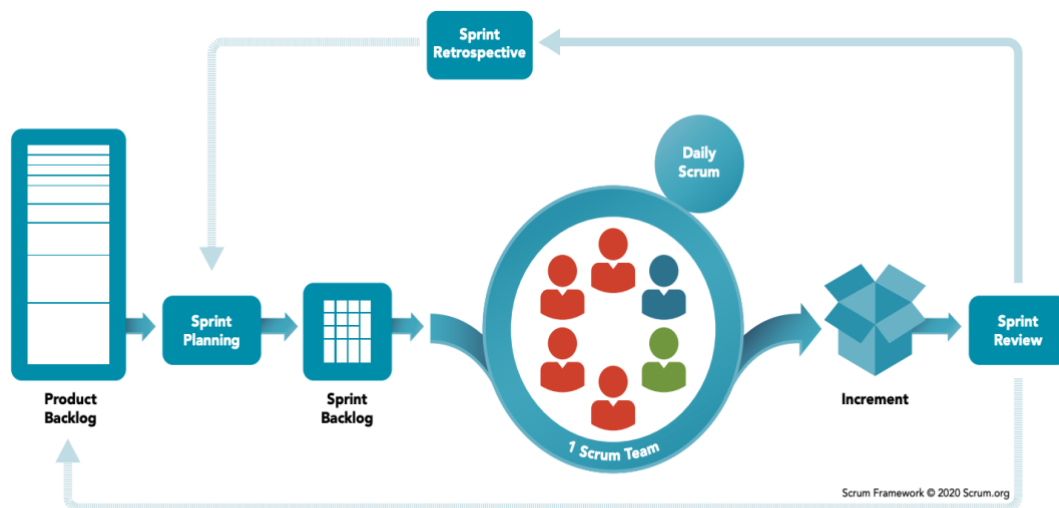 Sprint
Retrospective
Daily
Scrum
Sprint
Planning
Sprint
Review
Product
Backlog
Sprint
Backlog
1 Scrum Team
Increment
Scrum Framework © 2020 Scrum.org